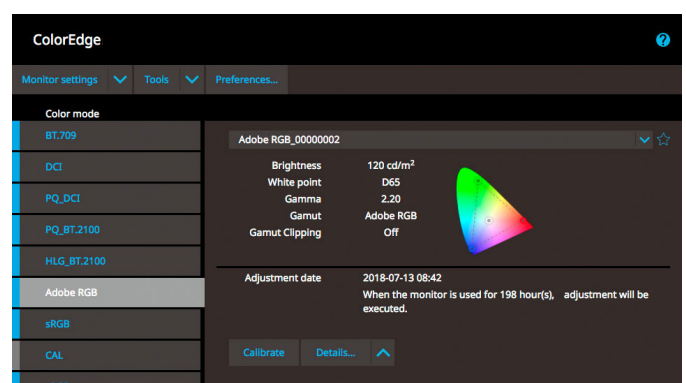 ColorEdge
?
Monitor settings Tools Preferences...
Color mode
BT.709
DCI
PQ_DCI
PQ_BT.2100
HLG_BT.2100
Adobe RGB
sRGB
CAL
Adobe RGB_00000002
Brightness 120 cd/m²
White point D65
Gamma 2.20
Gamut Adobe RGB
Gamut Clipping Off
Adjustment date 2018-07-13 08:42
When the monitor is used for 198 hour(s), adjustment will be
executed.
Calibrate Details...